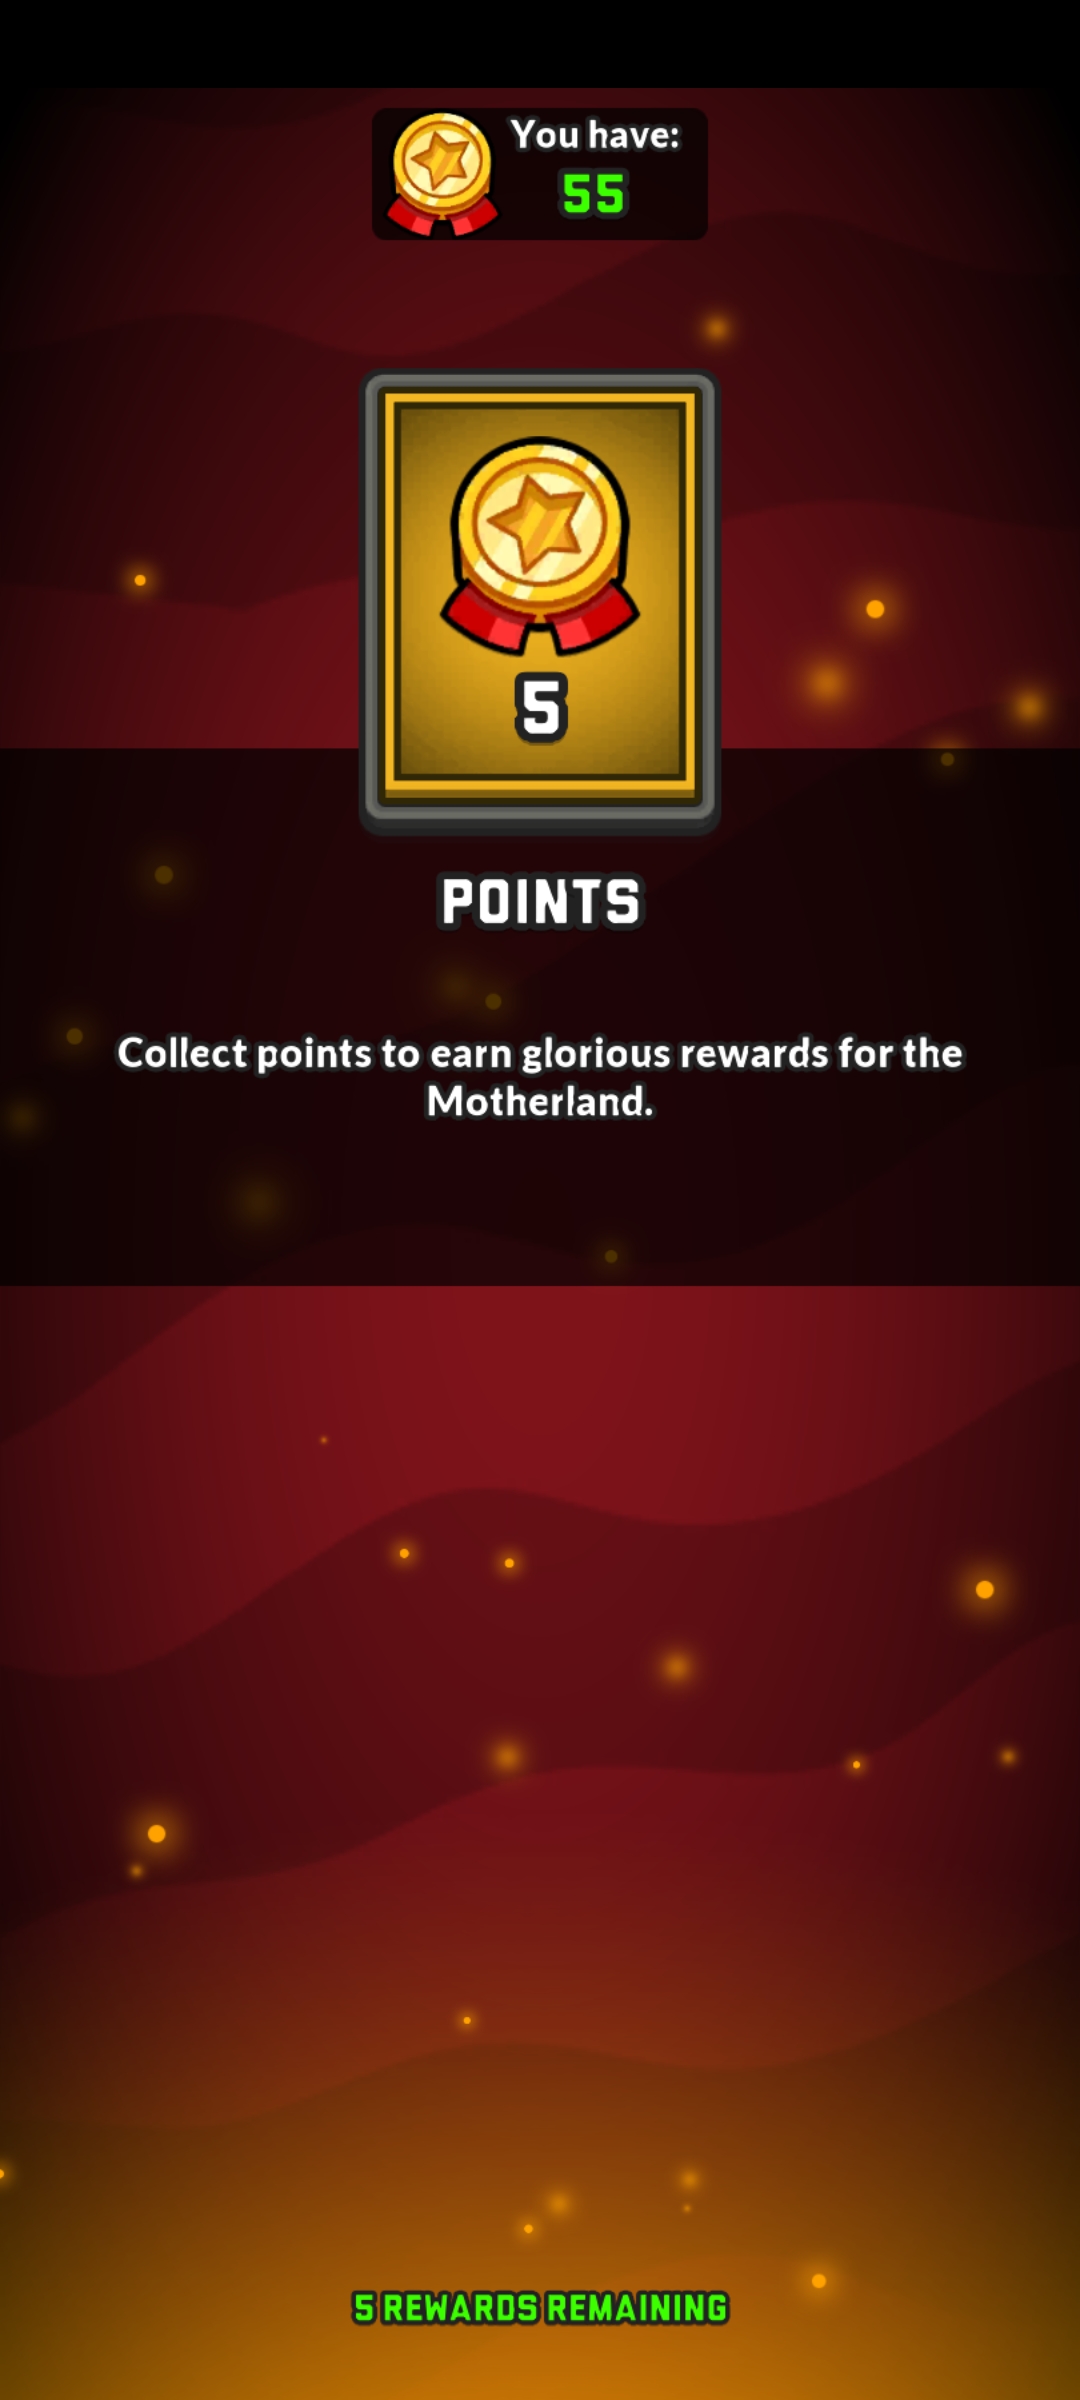 You have:
55
5
POINTS
Collect points to earn glorious rewards for the
Motherland.
5 REWARDS REMAINING